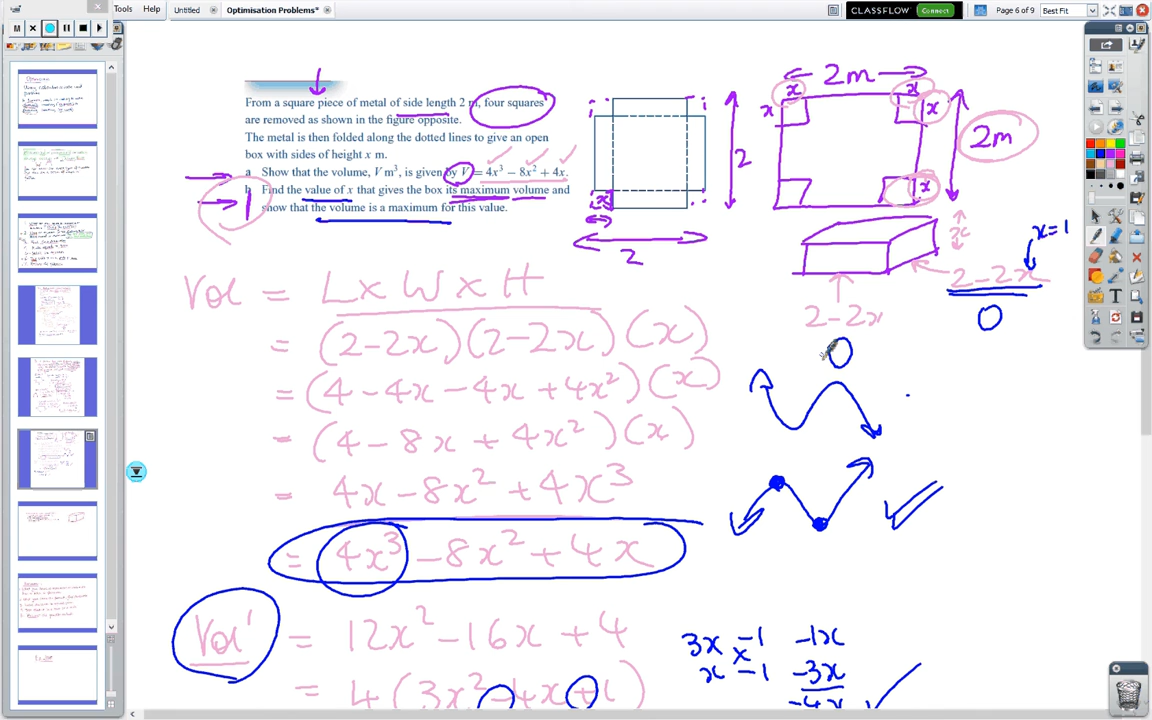 Tools Help
Untitled
Optimisation Problems*
CLASSFLOW Connect
Page 6 of 9
Best Fit
From a square piece of metal of side length 2 m, four squares
are removed as shown in the figure opposite.
The metal is then folded along the dotted lines to give an open
box with sides of height x m.
a Show that the volume, V m³, is given by V = 4x³ − 8x² + 4x.
b Find the value of x that gives the box its maximum volume and
show that the volume is a maximum for this value.
x
2
2
2m
x
x
x
x
2m
x
x
x=1
2-2x
2-2x
0
0
Vol = L x W x H
= (2-2x)(2-2x)(x)
= (4-4x-4x+4x²)(x)
= (4-8x+4x²)(x)
= 4x-8x²+4x³
= 4x³-8x²+4x
Vol' = 12x²-16x+4
= 4(3x²-4x+1)
3x -1 -1x
x
x -1 -3x
-4x